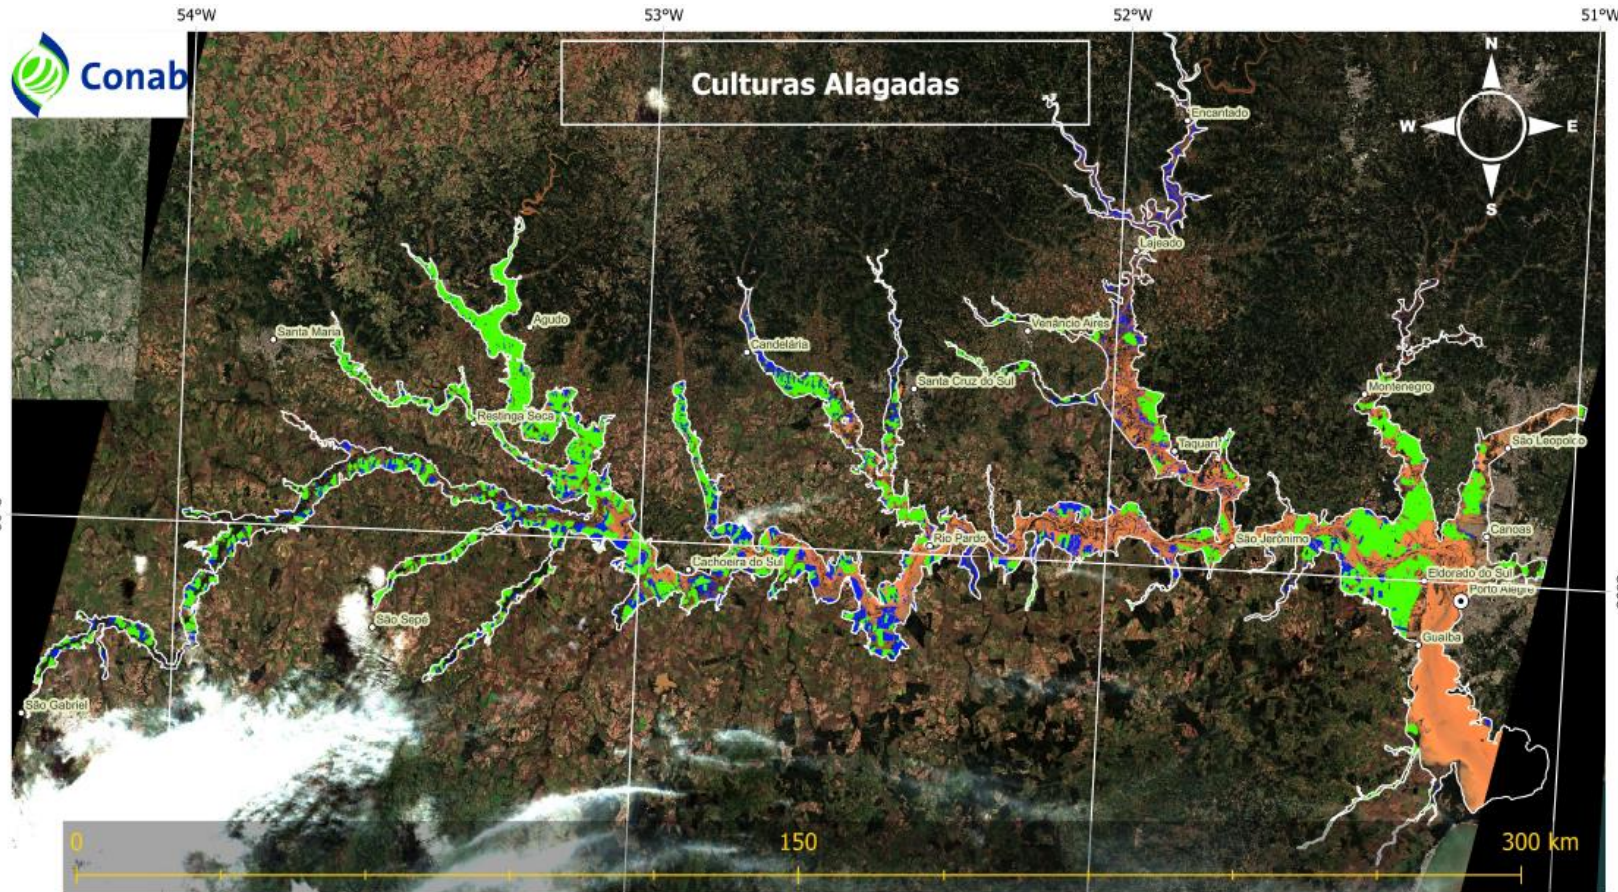 54°W
53°W
52°W
51°W
Conab
Culturas Alagadas
N
W
E
S
Encantado
Lajeado
Santa Maria
Agudo
Venâncio Aires
Candelária
Santa Cruz do Sul
Montenegro
Restinga Seca
Taquari
São Leopoldo
Canoas
Rio Pardo
São Jerônimo
Cachoeira do Sul
Eldorado do Sul
Porto Alegre
São Sepé
Guaíba
São Gabriel
0
150
300 km